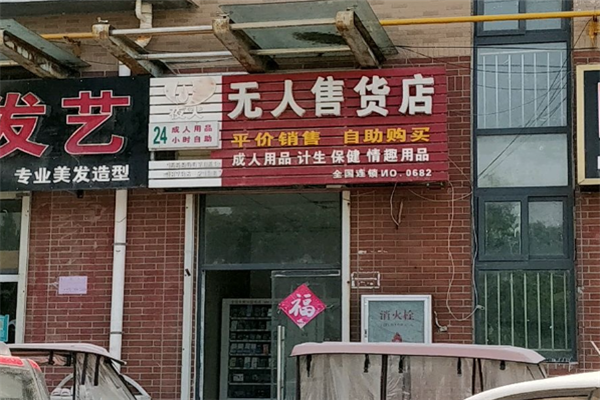 发艺
专业美发造型
夜火
24
成人用品
小时自助
无人售货店
平价销售 自助购买
成人用品 计生 保健 情趣用品
全国连锁NO.0682
福
消火栓